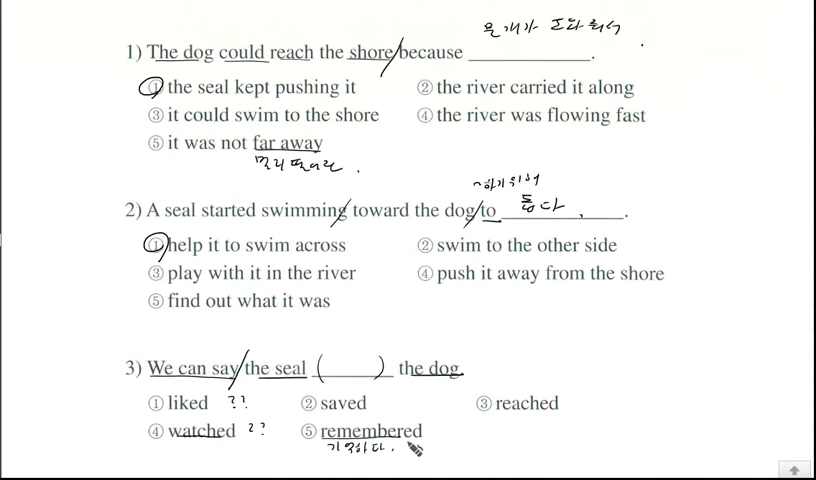 물개가 도와줘서
1) The dog could reach the shore because ____________.
① the seal kept pushing it ② the river carried it along
③ it could swim to the shore ④ the river was flowing fast
⑤ it was not far away
멀리 떨어진
~하기 위하여
돕다
2) A seal started swimming toward the dog to ____________.
① help it to swim across ② swim to the other side
③ play with it in the river ④ push it away from the shore
⑤ find out what it was
3) We can say the seal ( ) the dog.
① liked ?? ② saved ③ reached
④ watched ?? ⑤ remembered
기억하다.